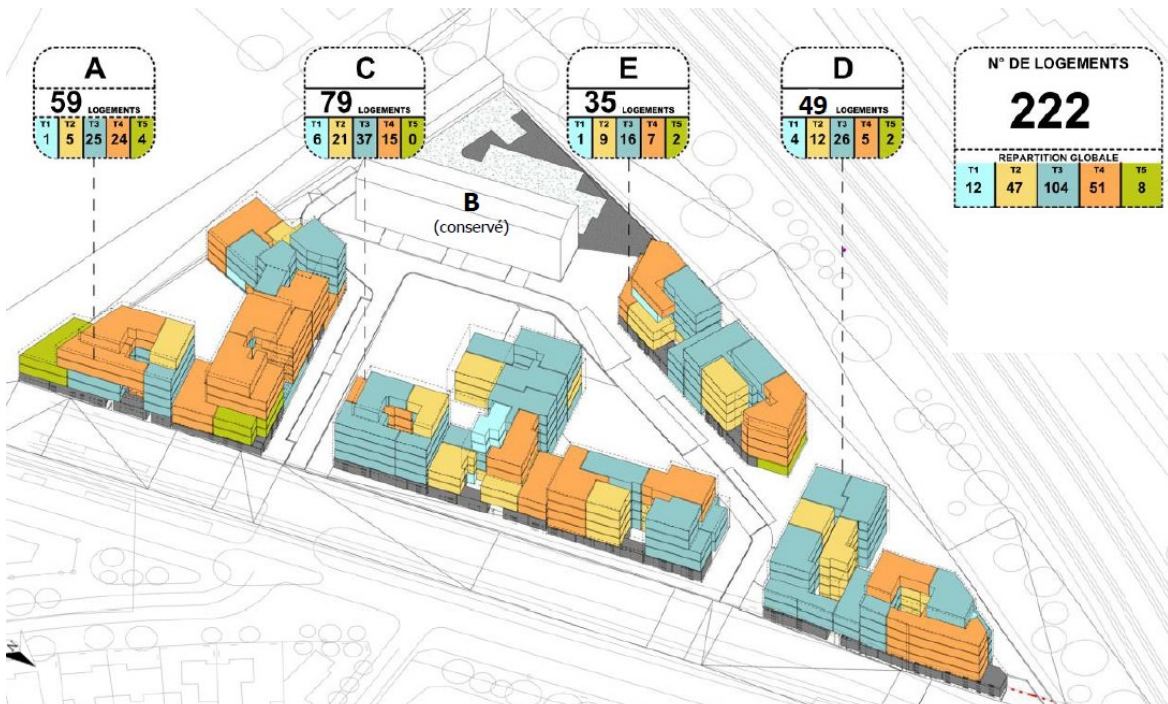 A
59 LOGEMENTS
T1 T2 T3 T4 T5
1 5 25 24 4
C
79 LOGEMENTS
T1 T2 T3 T4 T5
6 21 37 15 0
E
35 LOGEMENTS
T1 T2 T3 T4 T5
1 9 16 7 2
D
49 LOGEMENTS
T1 T2 T3 T4 T5
4 12 26 5 2
N° DE LOGEMENTS
222
REPARTITION GLOBALE
T1 T2 T3 T4 T5
12 47 104 51 8
B
(conservé)